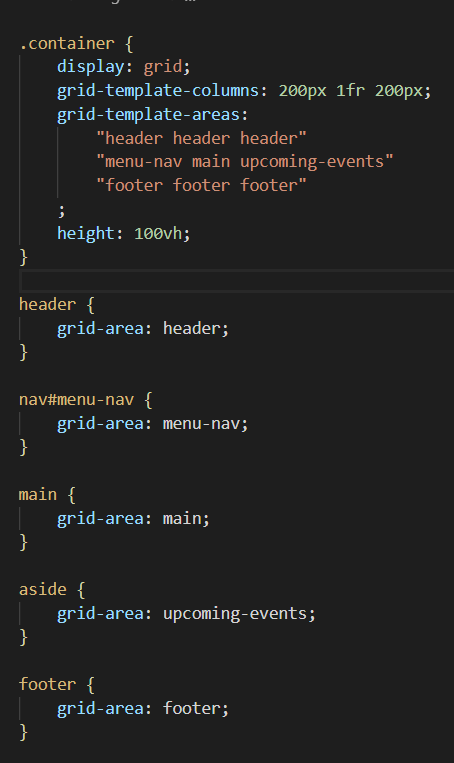 .container {
    display: grid;
    grid-template-columns: 200px 1fr 200px;
    grid-template-areas:
        "header header header"
        "menu-nav main upcoming-events"
        "footer footer footer"
    ;
    height: 100vh;
}

header {
    grid-area: header;
}

nav#menu-nav {
    grid-area: menu-nav;
}

main {
    grid-area: main;
}

aside {
    grid-area: upcoming-events;
}

footer {
    grid-area: footer;
}